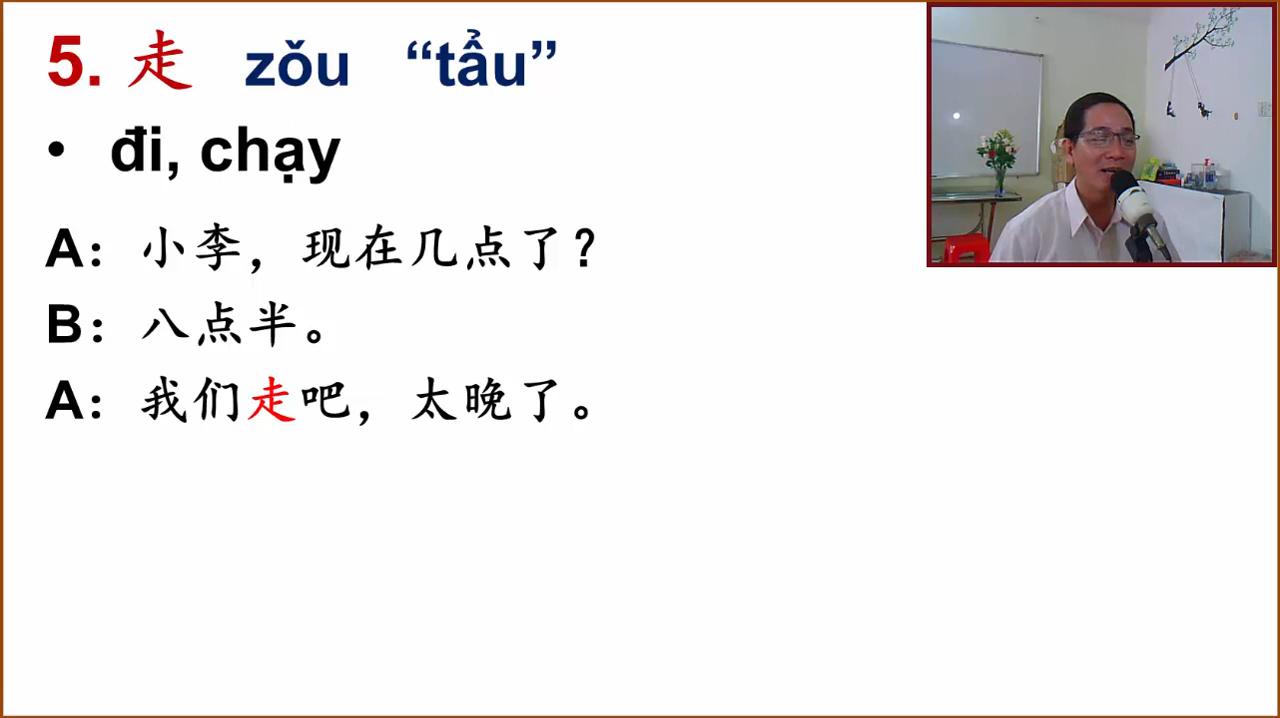 5. 走 zǒu “tẩu”
• đi, chạy
A：小李，现在几点了？
B：八点半。
A：我们走吧，太晚了。